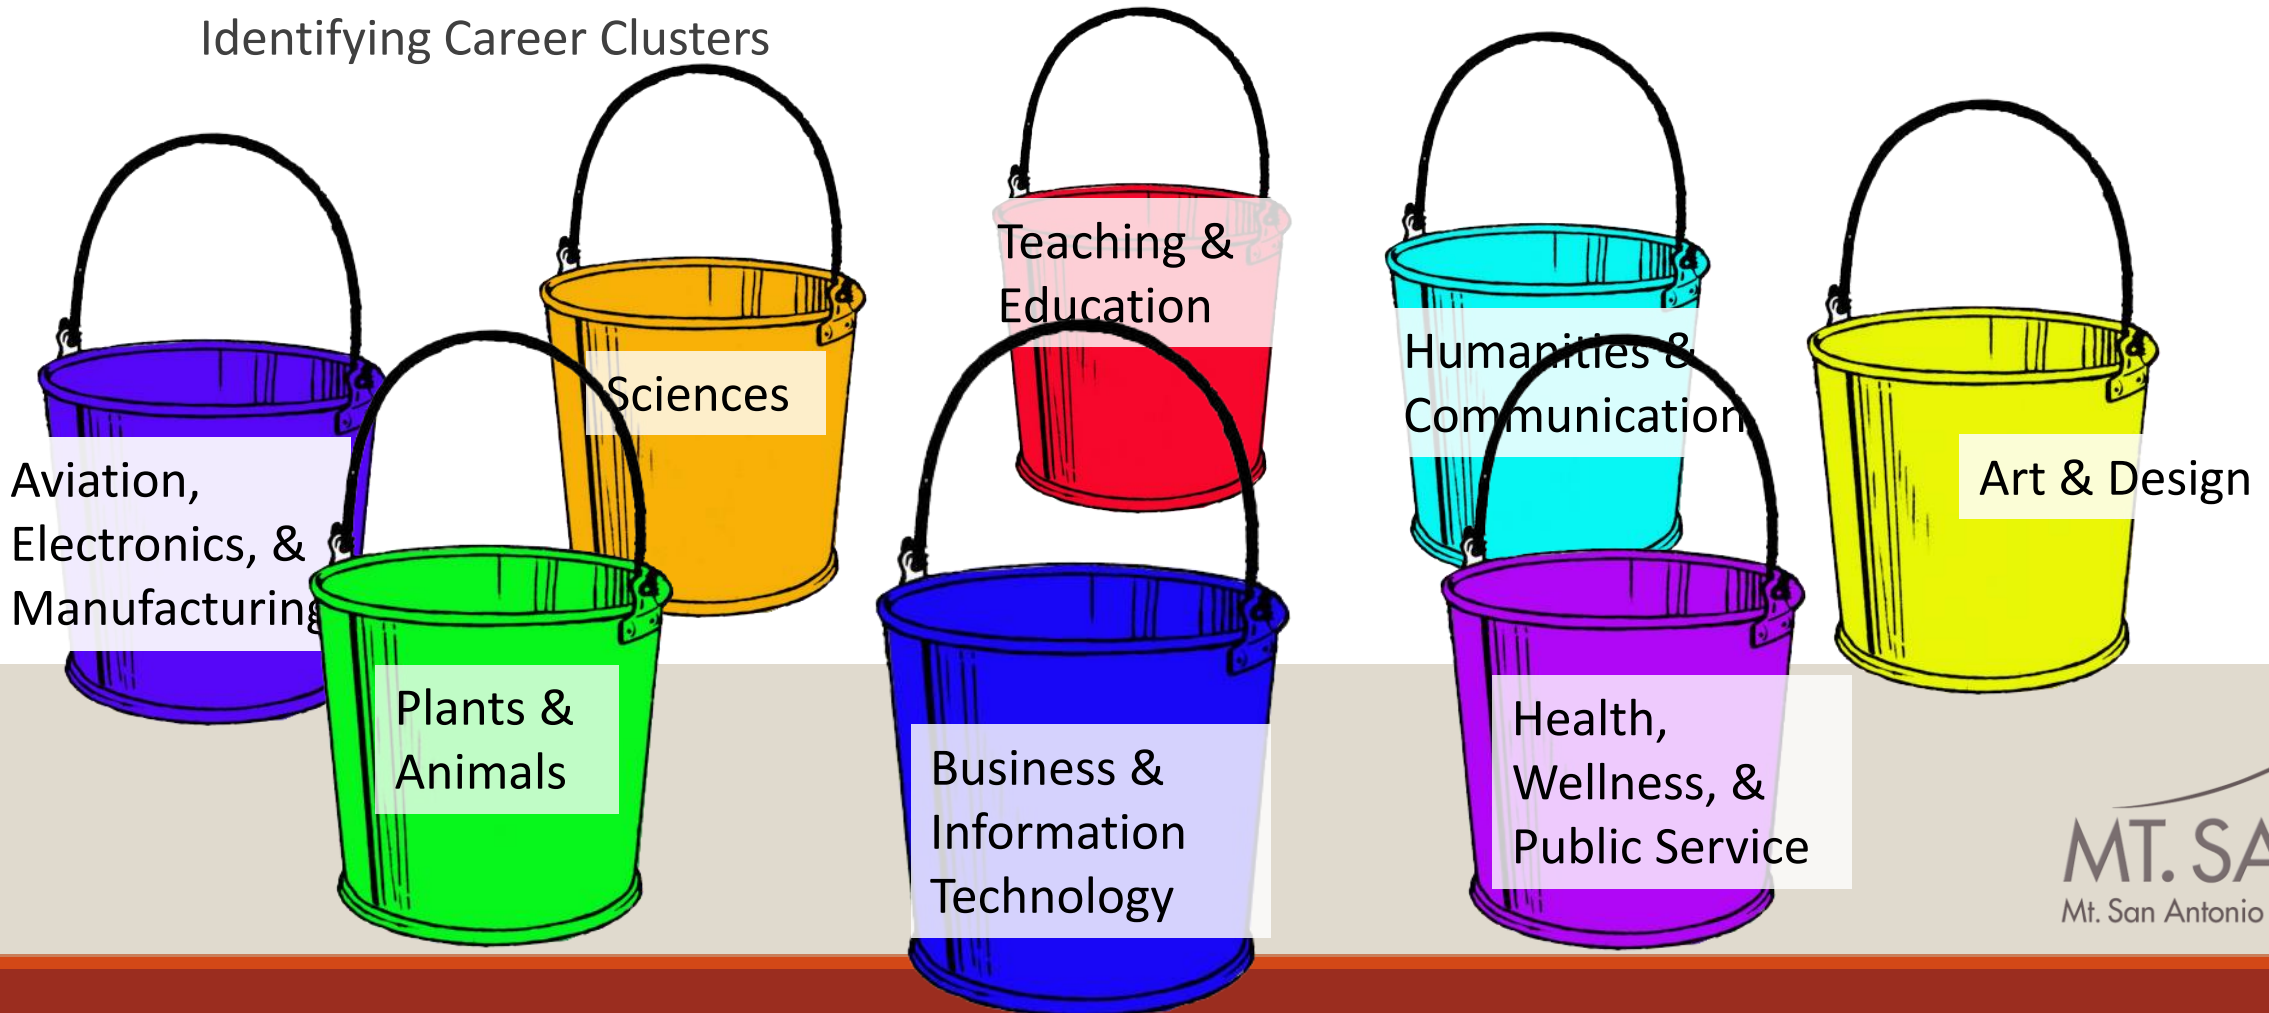 Identifying Career Clusters
Teaching &
Education
Humanities &
Communication
Sciences
Art & Design
Aviation,
Electronics, &
Manufacturing
Plants &
Animals
Business &
Information
Technology
Health,
Wellness, &
Public Service
MT. SA
Mt. San Antonio